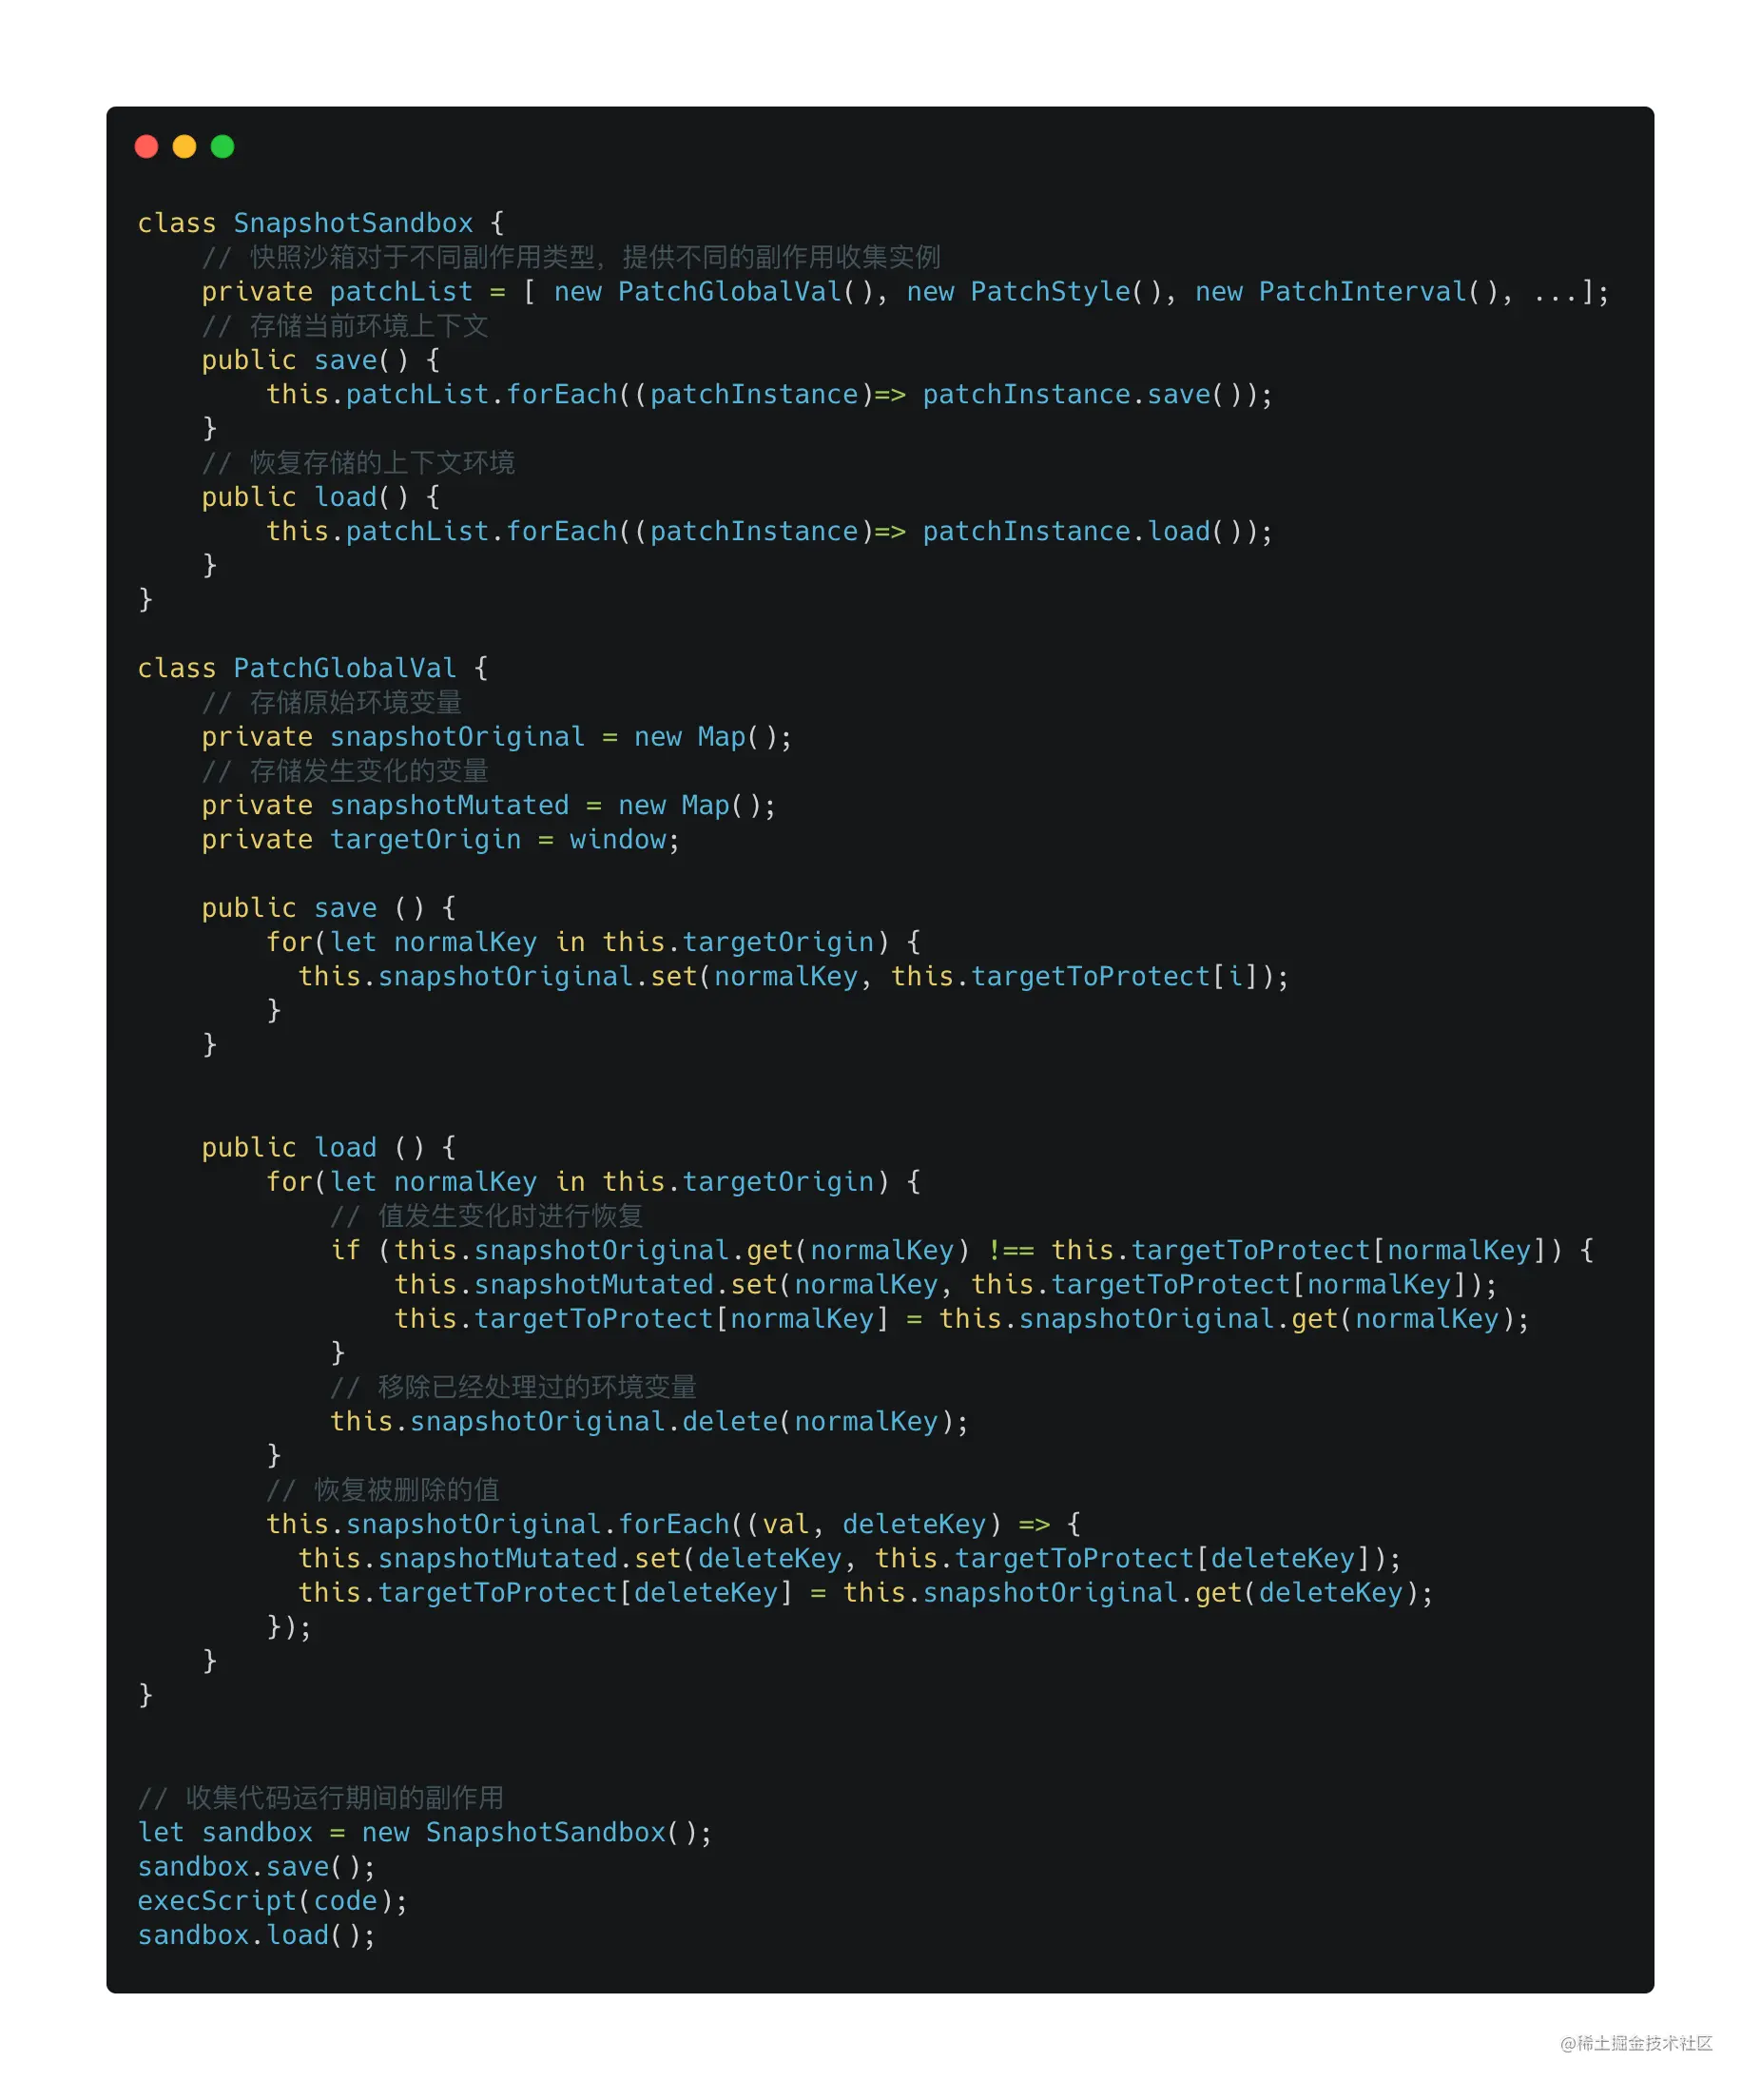 class SnapshotSandbox {
    // 快照沙箱对于不同副作用类型，提供不同的副作用收集实例
    private patchList = [ new PatchGlobalVal(), new PatchStyle(), new PatchInterval(), ...];
    // 存储当前环境上下文
    public save() {
        this.patchList.forEach((patchInstance)=> patchInstance.save());
    }
    // 恢复存储的上下文环境
    public load() {
        this.patchList.forEach((patchInstance)=> patchInstance.load());
    }
}

class PatchGlobalVal {
    // 存储原始环境变量
    private snapshotOriginal = new Map();
    // 存储发生变化的变量
    private snapshotMutated = new Map();
    private targetOrigin = window;

    public save () {
        for(let normalKey in this.targetOrigin) {
          this.snapshotOriginal.set(normalKey, this.targetToProtect[i]);
        }
    }


    public load () {
        for(let normalKey in this.targetOrigin) {
            // 值发生变化时进行恢复
            if (this.snapshotOriginal.get(normalKey) !== this.targetToProtect[normalKey]) {
                this.snapshotMutated.set(normalKey, this.targetToProtect[normalKey]);
                this.targetToProtect[normalKey] = this.snapshotOriginal.get(normalKey);
            }
            // 移除已经处理过的环境变量
            this.snapshotOriginal.delete(normalKey);
        }
        // 恢复被删除的值
        this.snapshotOriginal.forEach((val, deleteKey) => {
          this.snapshotMutated.set(deleteKey, this.targetToProtect[deleteKey]);
          this.targetToProtect[deleteKey] = this.snapshotOriginal.get(deleteKey);
        });
    }
}


// 收集代码运行期间的副作用
let sandbox = new SnapshotSandbox();
sandbox.save();
execScript(code);
sandbox.load();
@稀土掘金技术社区